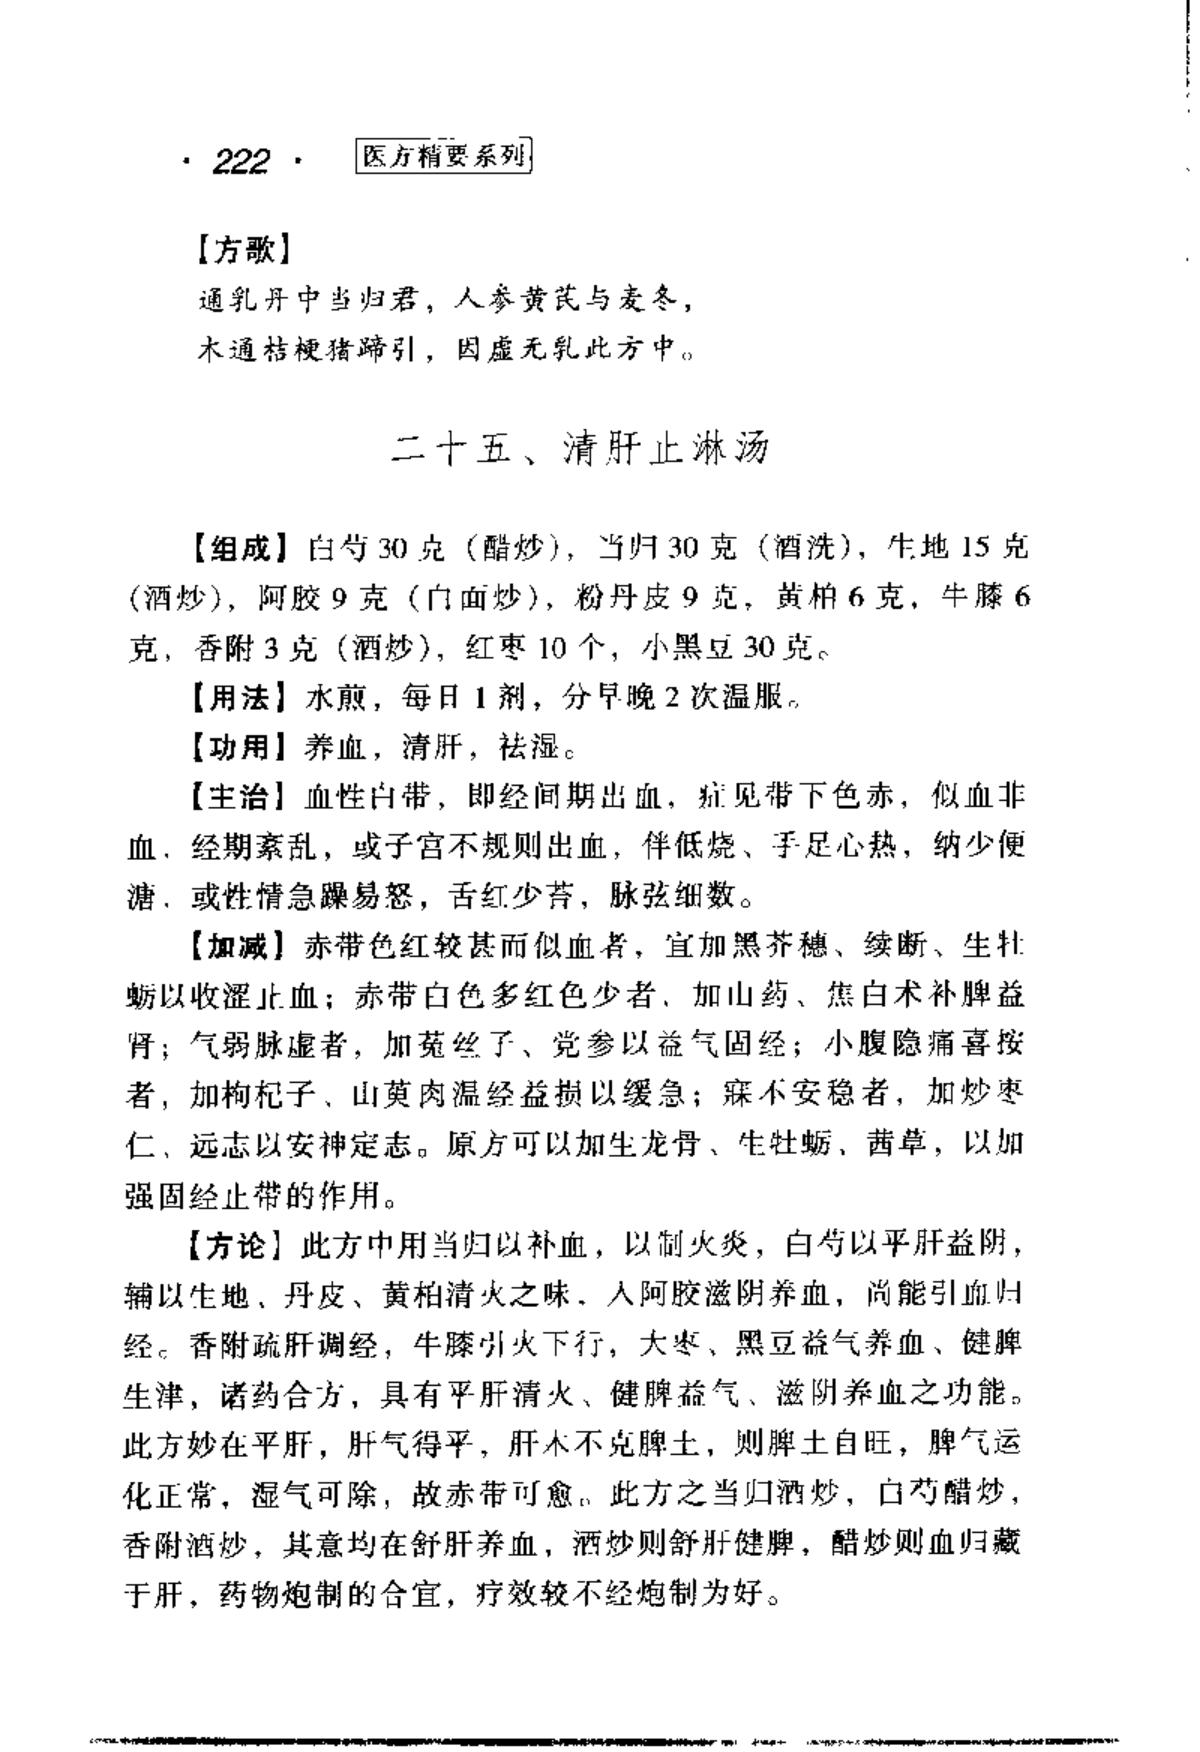 · 222 · 医方精要系列
【方歌】
通乳丹中当归君，人参黄芪与麦冬，
木通桔梗猪蹄引，因虚无乳此方中。
二十五、清肝止淋汤
【组成】白芍 30 克（醋炒），当归 30 克（酒洗），生地 15 克
（酒炒），阿胶 9 克（白面炒），粉丹皮 9 克，黄柏 6 克，牛膝 6
克，香附 3 克（酒炒），红枣 10 个，小黑豆 30 克。
【用法】水煎，每日 1 剂，分早晚 2 次温服。
【功用】养血，清肝，祛湿。
【主治】血性白带，即经间期出血，症见带下色赤，似血非
血，经期紊乱，或子宫不规则出血，伴低烧、手足心热，纳少便
溏，或性情急躁易怒，舌红少苔，脉弦细数。
【加减】赤带色红较甚而似血者，宜加黑芥穗、续断、生牡
蛎以收涩止血；赤带白色多红色少者，加山药、焦白术补脾益
肾；气弱脉虚者，加菟丝子、党参以益气固经；小腹隐痛喜按
者，加枸杞子、山萸肉温经益损以缓急；寐不安稳者，加炒枣
仁、远志以安神定志。原方可以加生龙骨、生牡蛎、茜草，以加
强固经止带的作用。
【方论】此方中用当归以补血，以制火炎，白芍以平肝益阴，
辅以生地、丹皮、黄柏清火之味，入阿胶滋阴养血，尚能引血归
经。香附疏肝调经，牛膝引火下行，大枣、黑豆益气养血、健脾
生津，诸药合方，具有平肝清火、健脾益气、滋阴养血之功能。
此方妙在平肝，肝气得平，肝木不克脾土，则脾土自旺，脾气运
化正常，湿气可除，故赤带可愈。此方之当归酒炒，白芍醋炒，
香附酒炒，其意均在舒肝养血，酒炒则舒肝健脾，醋炒则血归藏
于肝，药物炮制的合宜，疗效较不经炮制为好。